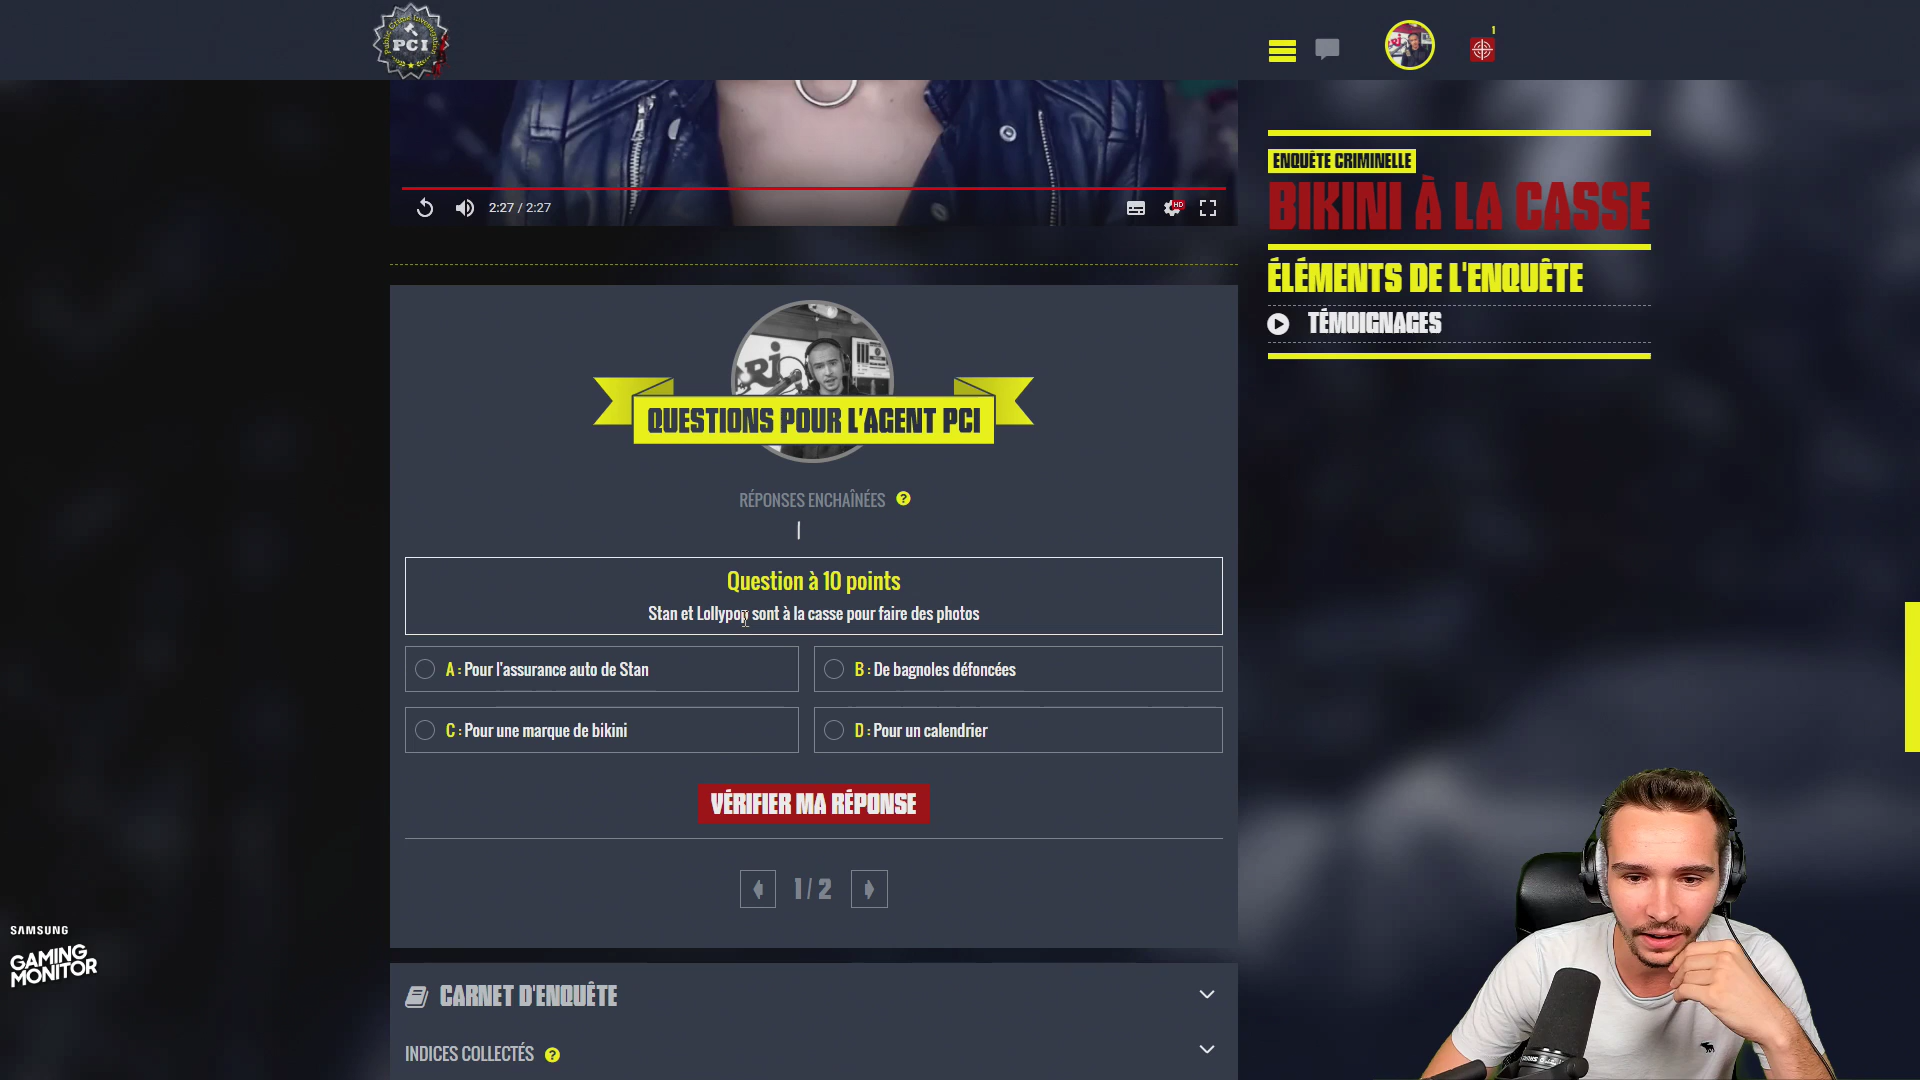 PCI
1
2:27 / 2:27
HD
ENQUÊTE CRIMINELLE
BIKINI À LA CASSE
ÉLÉMENTS DE L'ENQUÊTE
TÉMOIGNAGES
QUESTIONS POUR L'AGENT PCI
RÉPONSES ENCHAÎNÉES ?
Question à 10 points
Stan et Lollypop sont à la casse pour faire des photos
A : Pour l'assurance auto de Stan
B : De bagnoles défoncées
C : Pour une marque de bikini
D : Pour un calendrier
VÉRIFIER MA RÉPONSE
1 / 2
CARNET D'ENQUÊTE
INDICES COLLECTÉS ?
SAMSUNG
GAMING
MONITOR